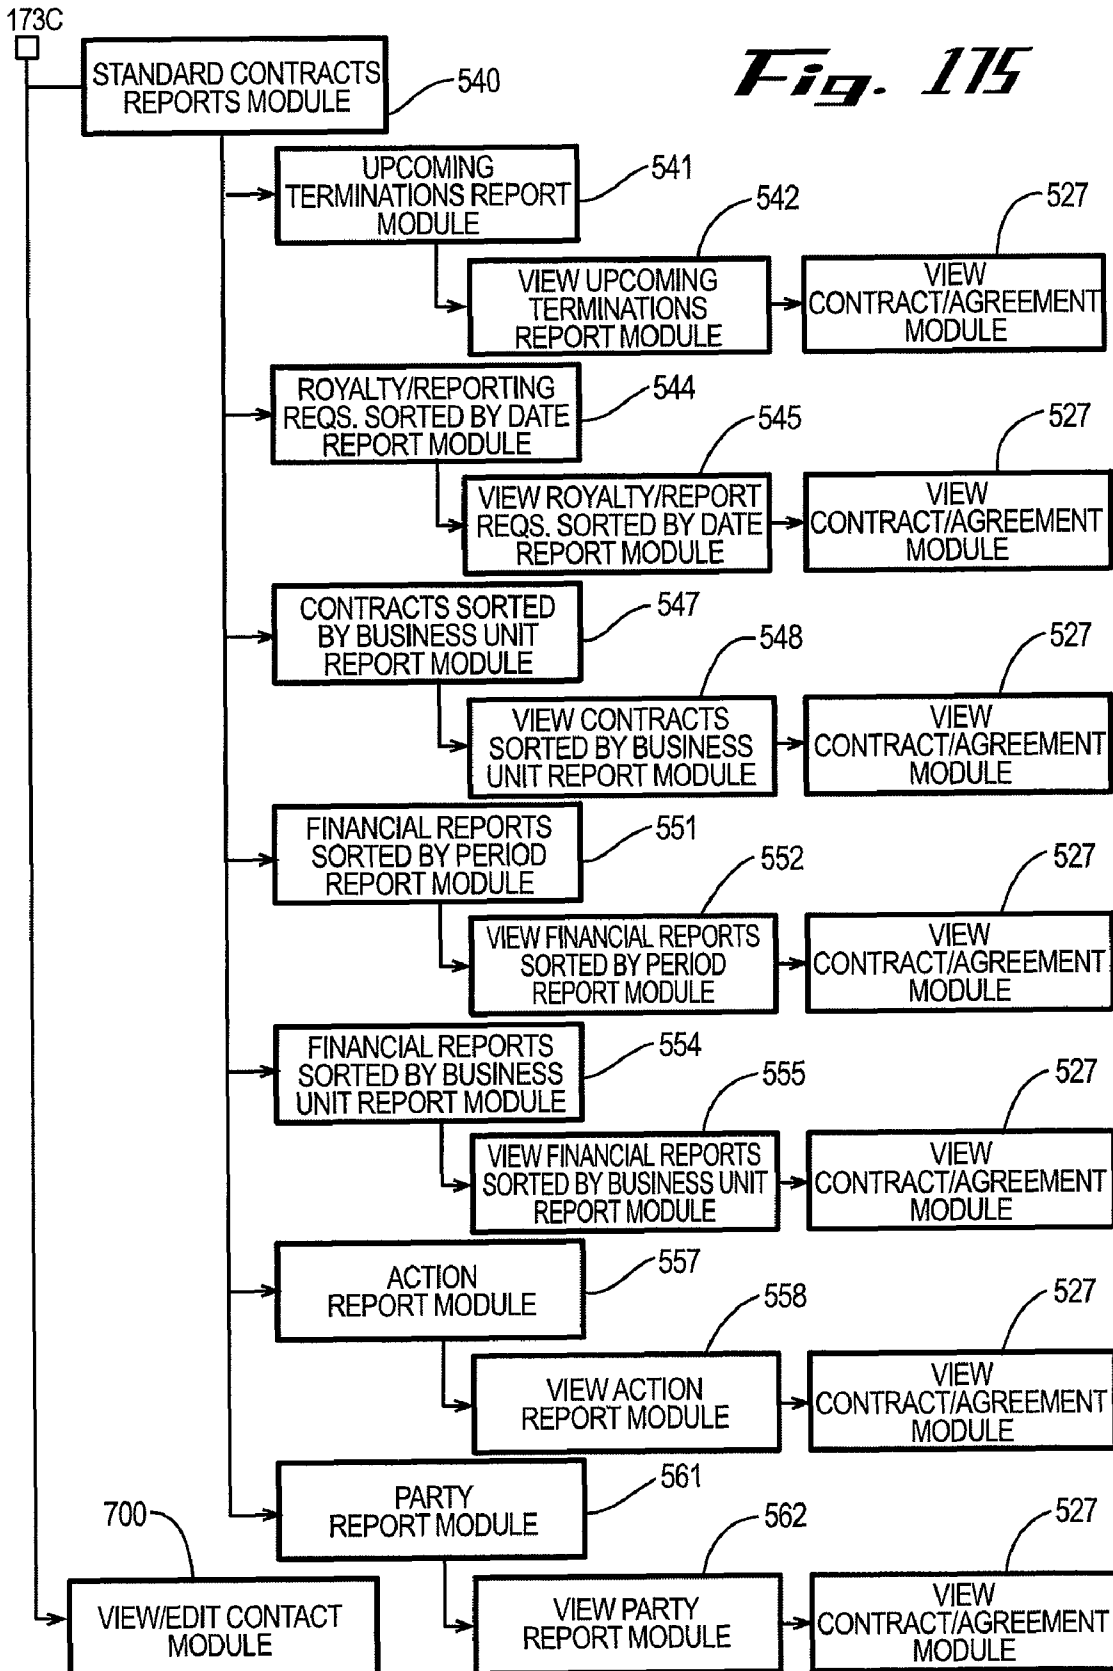 173C
Fig. 175
STANDARD CONTRACTS
REPORTS MODULE
540
UPCOMING
TERMINATIONS REPORT
MODULE
541
542
527
VIEW UPCOMING
TERMINATIONS
REPORT MODULE
VIEW
CONTRACT/AGREEMENT
MODULE
ROYALTY/REPORTING
REQS. SORTED BY DATE
REPORT MODULE
544
545
527
VIEW ROYALTY/REPORT
REQS. SORTED BY DATE
REPORT MODULE
VIEW
CONTRACT/AGREEMENT
MODULE
CONTRACTS SORTED
BY BUSINESS UNIT
REPORT MODULE
547
548
527
VIEW CONTRACTS
SORTED BY BUSINESS
UNIT REPORT MODULE
VIEW
CONTRACT/AGREEMENT
MODULE
FINANCIAL REPORTS
SORTED BY PERIOD
REPORT MODULE
551
552
527
VIEW FINANCIAL REPORTS
SORTED BY PERIOD
REPORT MODULE
VIEW
CONTRACT/AGREEMENT
MODULE
FINANCIAL REPORTS
SORTED BY BUSINESS
UNIT REPORT MODULE
554
555
527
VIEW FINANCIAL REPORTS
SORTED BY BUSINESS UNIT
REPORT MODULE
VIEW
CONTRACT/AGREEMENT
MODULE
ACTION
REPORT MODULE
557
558
527
VIEW ACTION
REPORT MODULE
VIEW
CONTRACT/AGREEMENT
MODULE
PARTY
REPORT MODULE
561
562
527
VIEW PARTY
REPORT MODULE
VIEW
CONTRACT/AGREEMENT
MODULE
700
VIEW/EDIT CONTACT
MODULE